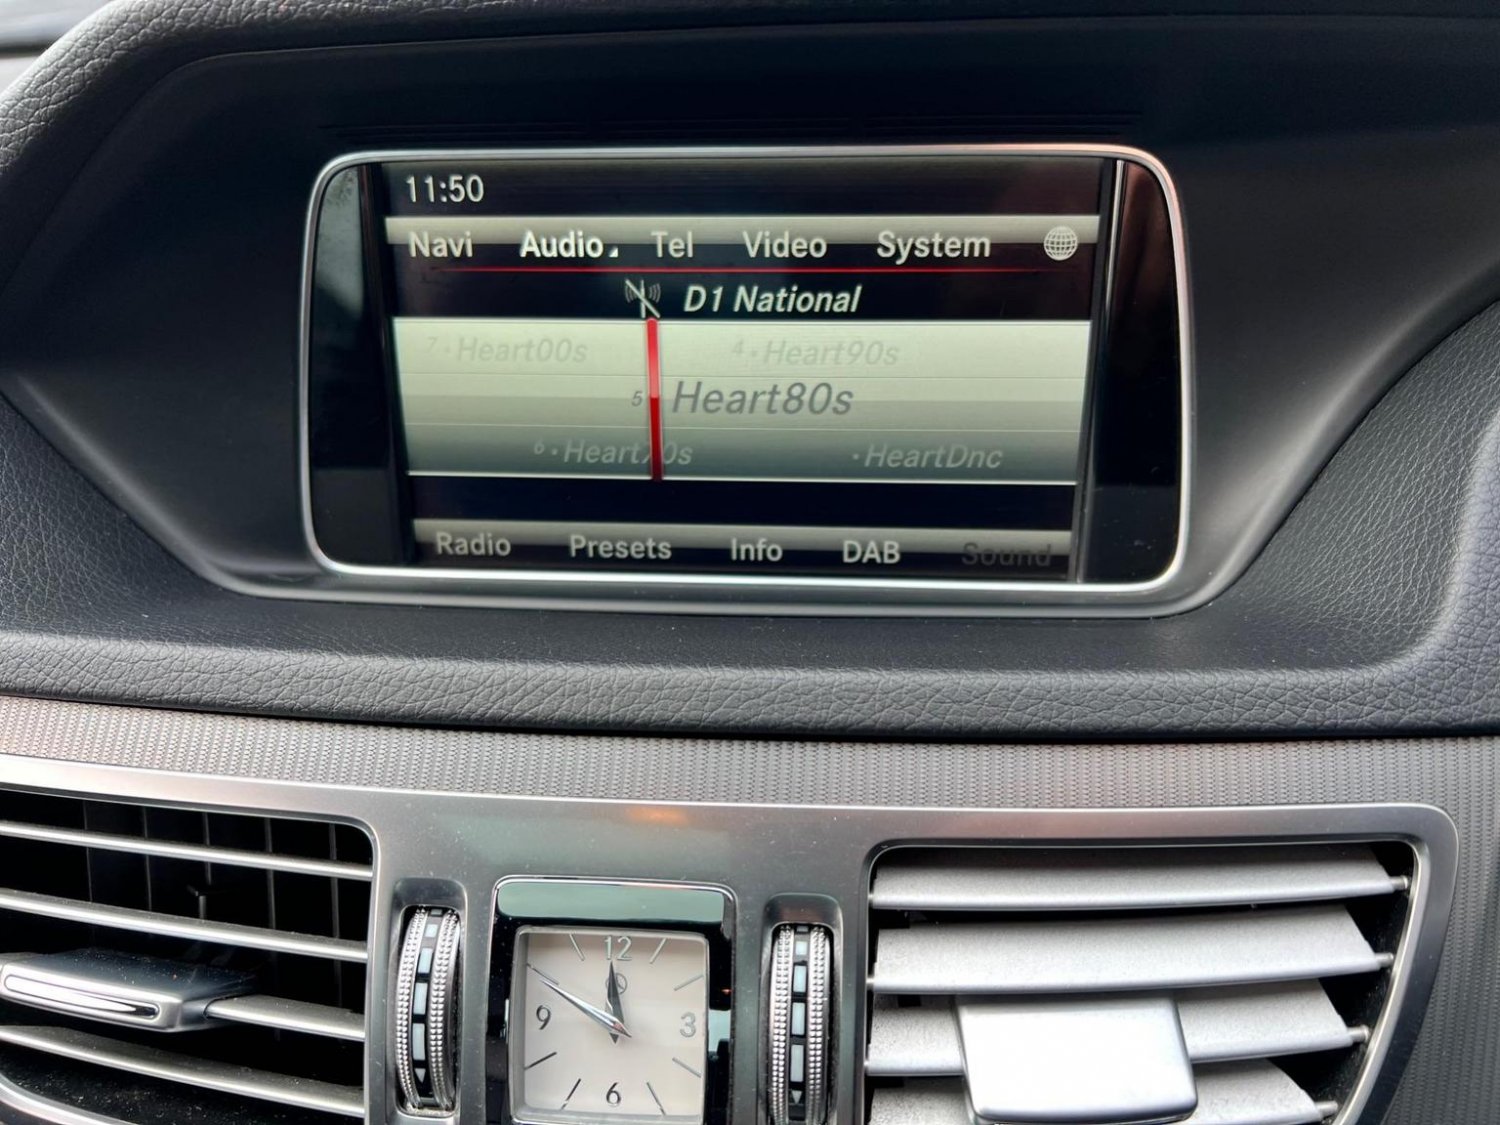 11:50
Navi Audio Tel Video System
D1 National
7 · Heart00s 4 · Heart90s
5 Heart80s
6 · Heart70s · HeartDnc
Radio Presets Info DAB Sound
12
9 3
6